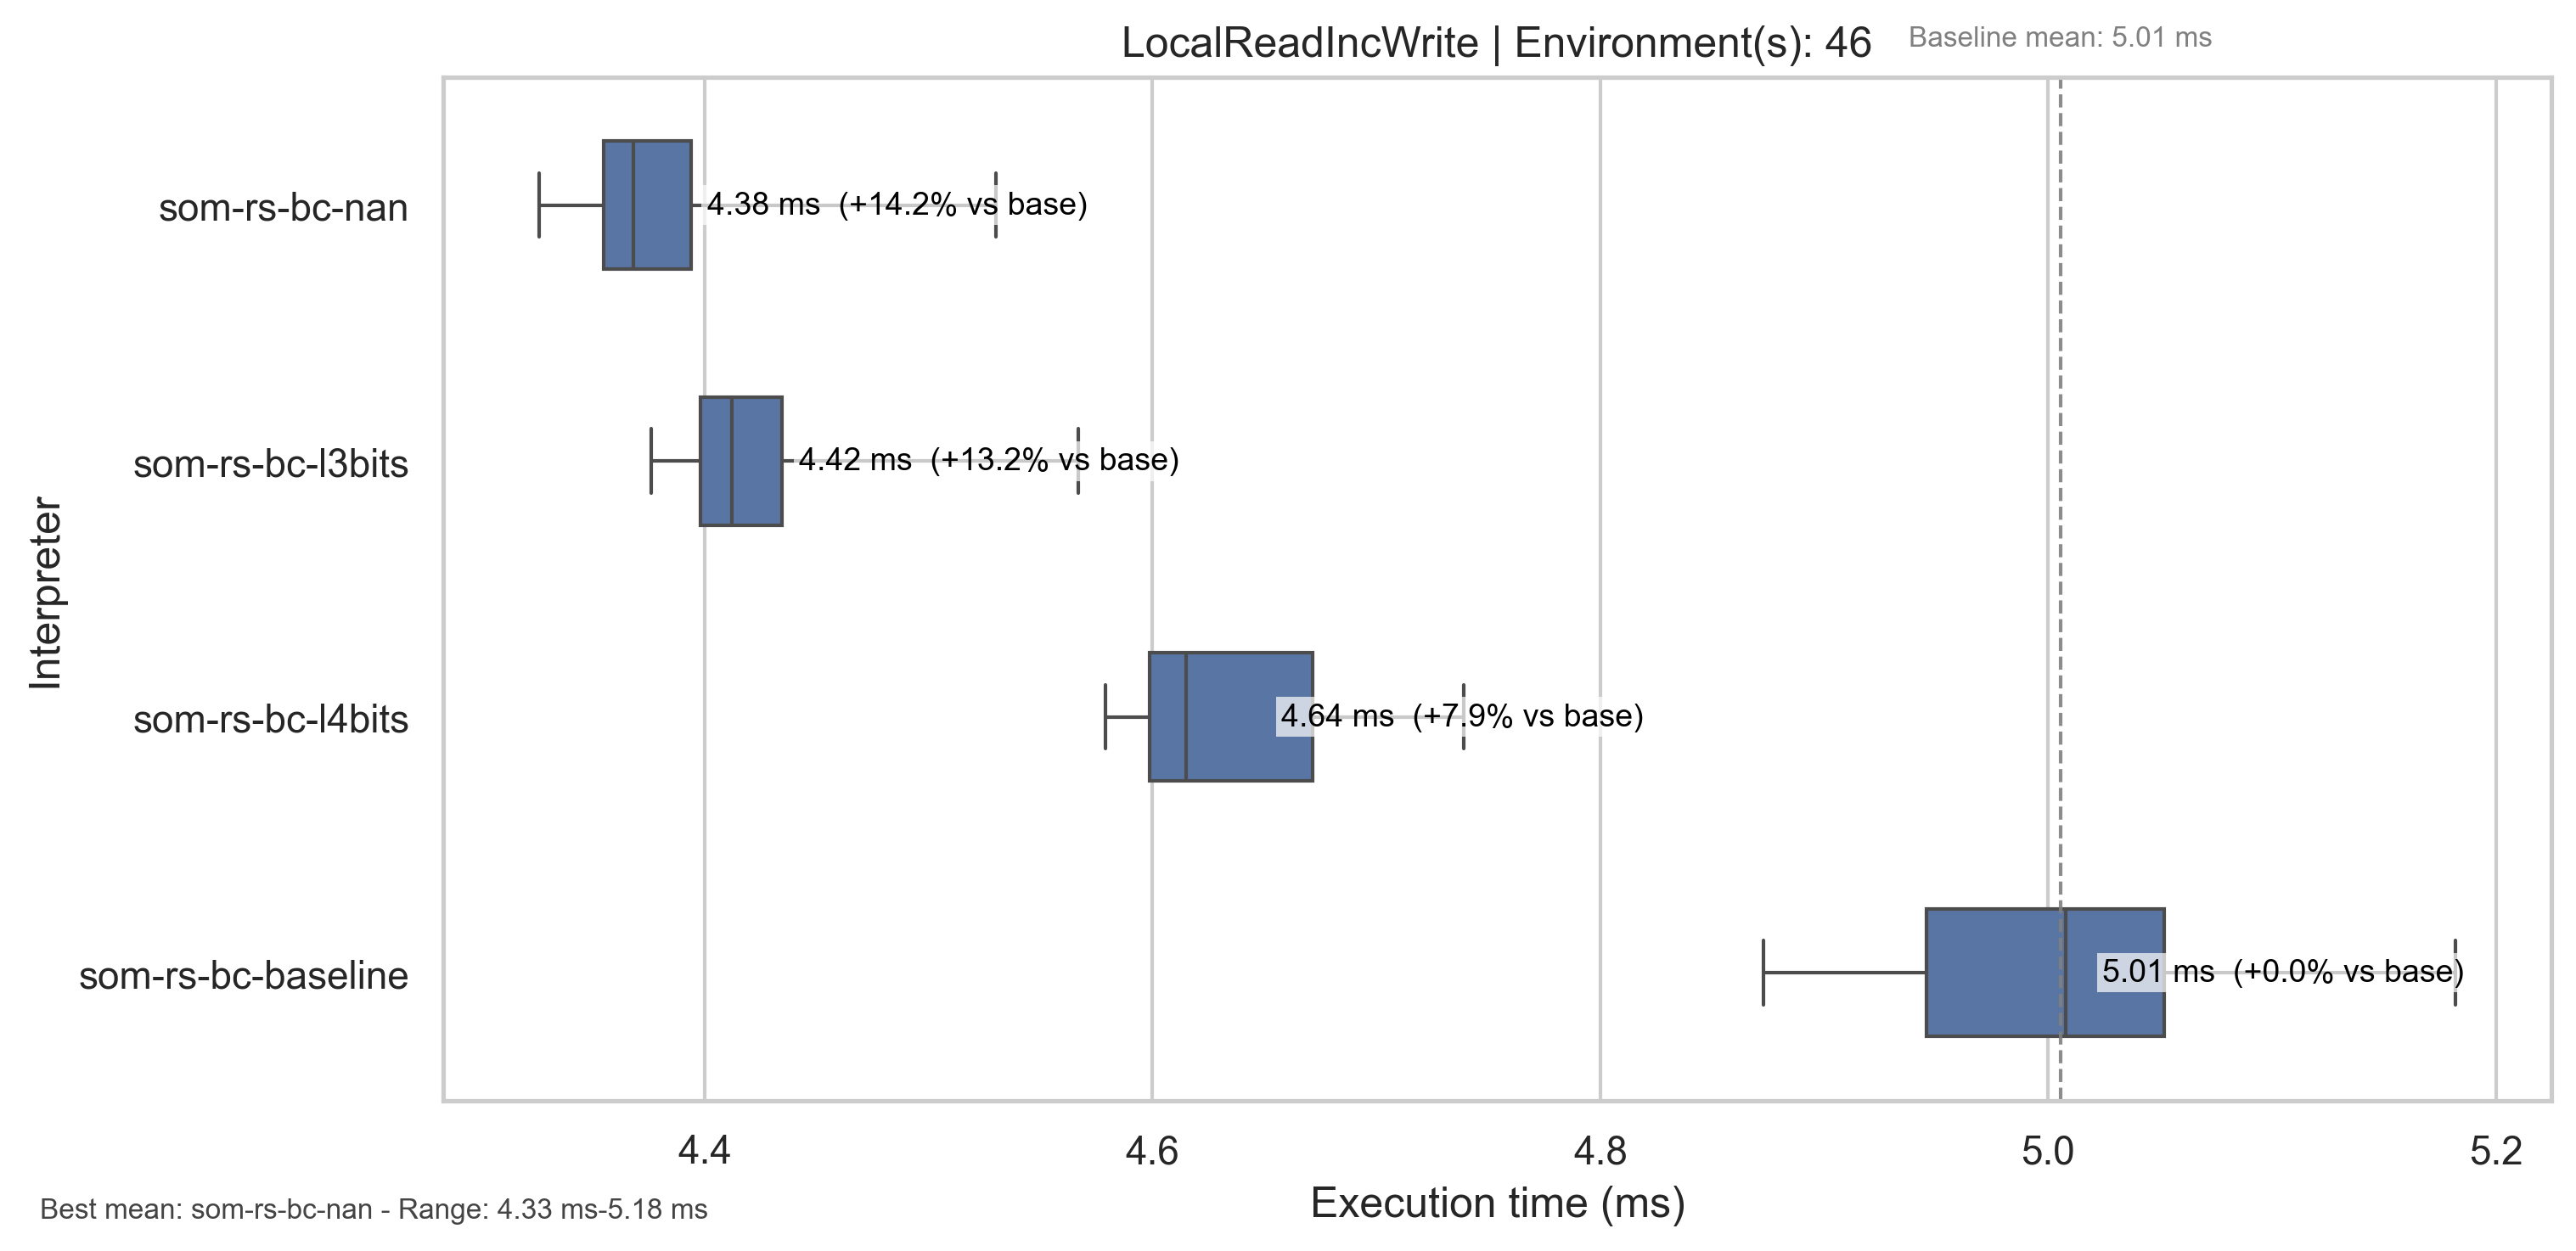 LocalReadIncWrite | Environment(s): 46
Baseline mean: 5.01 ms
Interpreter
som-rs-bc-nan
4.38 ms (+14.2% vs base)
som-rs-bc-l3bits
4.42 ms (+13.2% vs base)
som-rs-bc-l4bits
4.64 ms (+7.9% vs base)
som-rs-bc-baseline
5.01 ms (+0.0% vs base)
4.4 4.6 4.8 5.0 5.2
Execution time (ms)
Best mean: som-rs-bc-nan - Range: 4.33 ms-5.18 ms